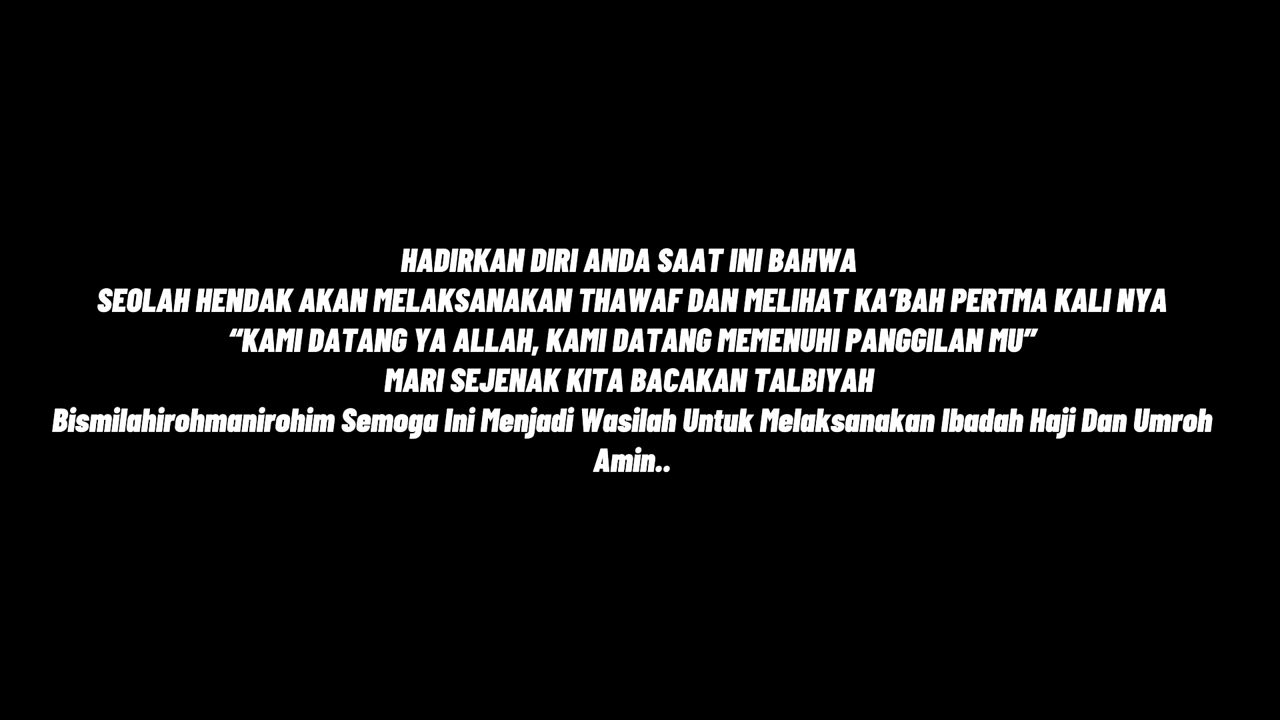 HADIRKAN DIRI ANDA SAAT INI BAHWA
SEOLAH HENDAK AKAN MELAKSANAKAN THAWAF DAN MELIHAT KA’BAH PERTMA KALI NYA
“KAMI DATANG YA ALLAH, KAMI DATANG MEMENUHI PANGGILAN MU”
MARI SEJENAK KITA BACAKAN TALBIYAH
Bismilahirohmanirohim Semoga Ini Menjadi Wasilah Untuk Melaksanakan Ibadah Haji Dan Umroh
Amin..